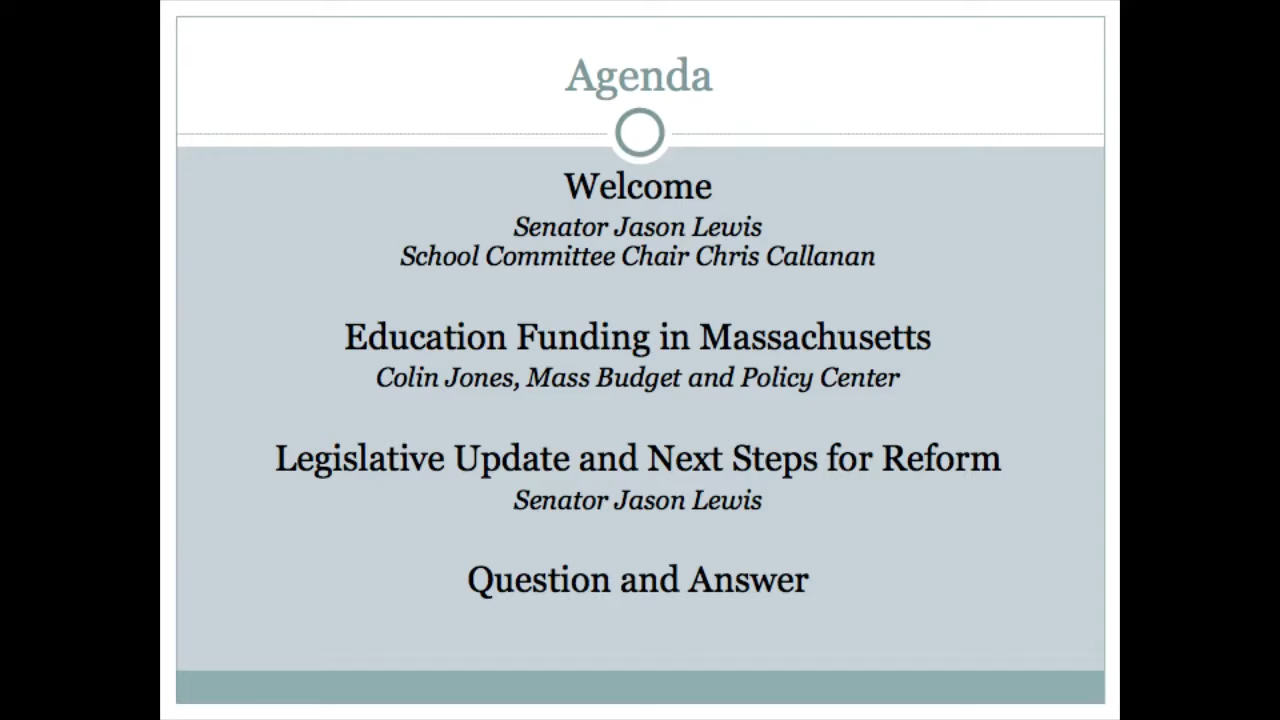 Agenda
Welcome
Senator Jason Lewis
School Committee Chair Chris Callanan
Education Funding in Massachusetts
Colin Jones, Mass Budget and Policy Center
Legislative Update and Next Steps for Reform
Senator Jason Lewis
Question and Answer